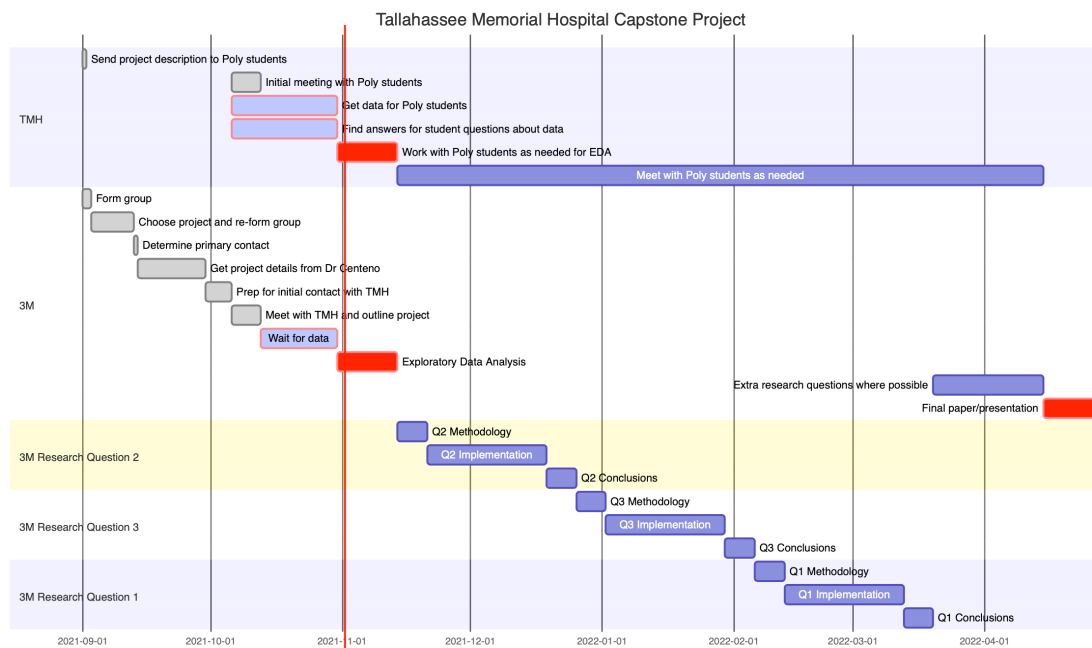 Tallahassee Memorial Hospital Capstone Project
Send project description to Poly students
Initial meeting with Poly students
Get data for Poly students
TMH
Find answers for student questions about data
Work with Poly students as needed for EDA
Meet with Poly students as needed
Form group
Choose project and re-form group
Determine primary contact
Get project details from Dr Centeno
Prep for initial contact with TMH
3M
Meet with TMH and outline project
Wait for data
Exploratory Data Analysis
Extra research questions where possible
Final paper/presentation
Q2 Methodology
3M Research Question 2
Q2 Implementation
Q2 Conclusions
Q3 Methodology
3M Research Question 3
Q3 Implementation
Q3 Conclusions
Q1 Methodology
3M Research Question 1
Q1 Implementation
Q1 Conclusions
2021-09-01 2021-10-01 2021-11-01 2021-12-01 2022-01-01 2022-02-01 2022-03-01 2022-04-01